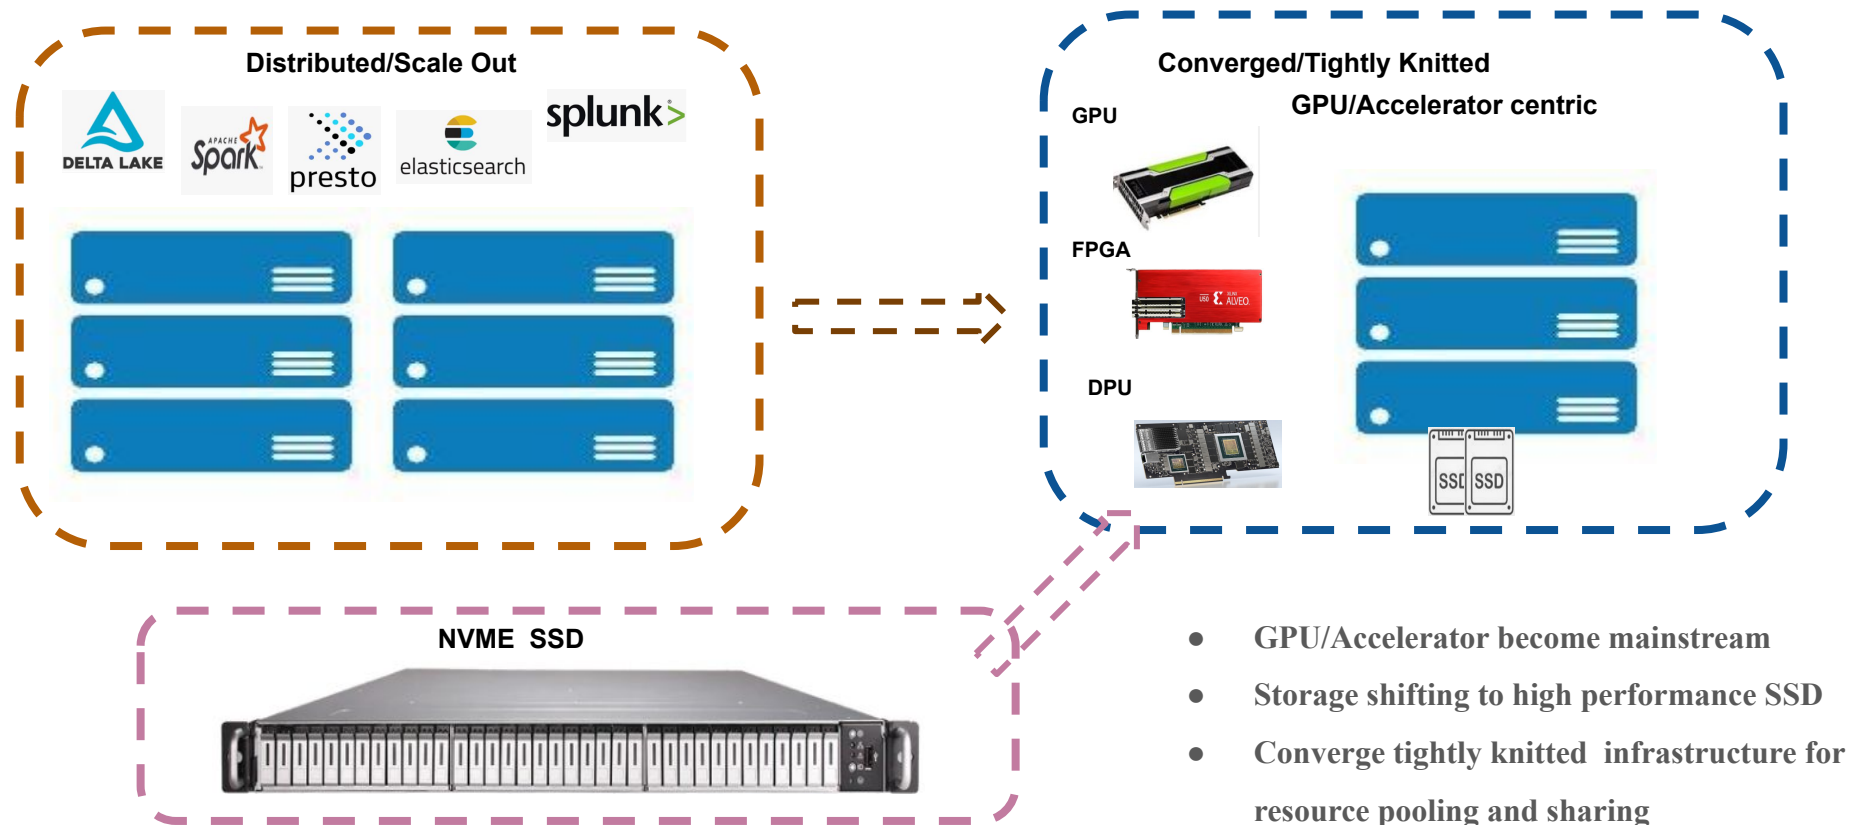 Distributed/Scale Out
DELTA LAKE
APACHE
Spark
presto
elasticsearch
splunk>
Converged/Tightly Knitted
GPU/Accelerator centric
GPU
FPGA
U50
XILINX
ALVEO.
DPU
SSD
SSD
NVME SSD
● GPU/Accelerator become mainstream
● Storage shifting to high performance SSD
● Converge tightly knitted infrastructure for
resource pooling and sharing